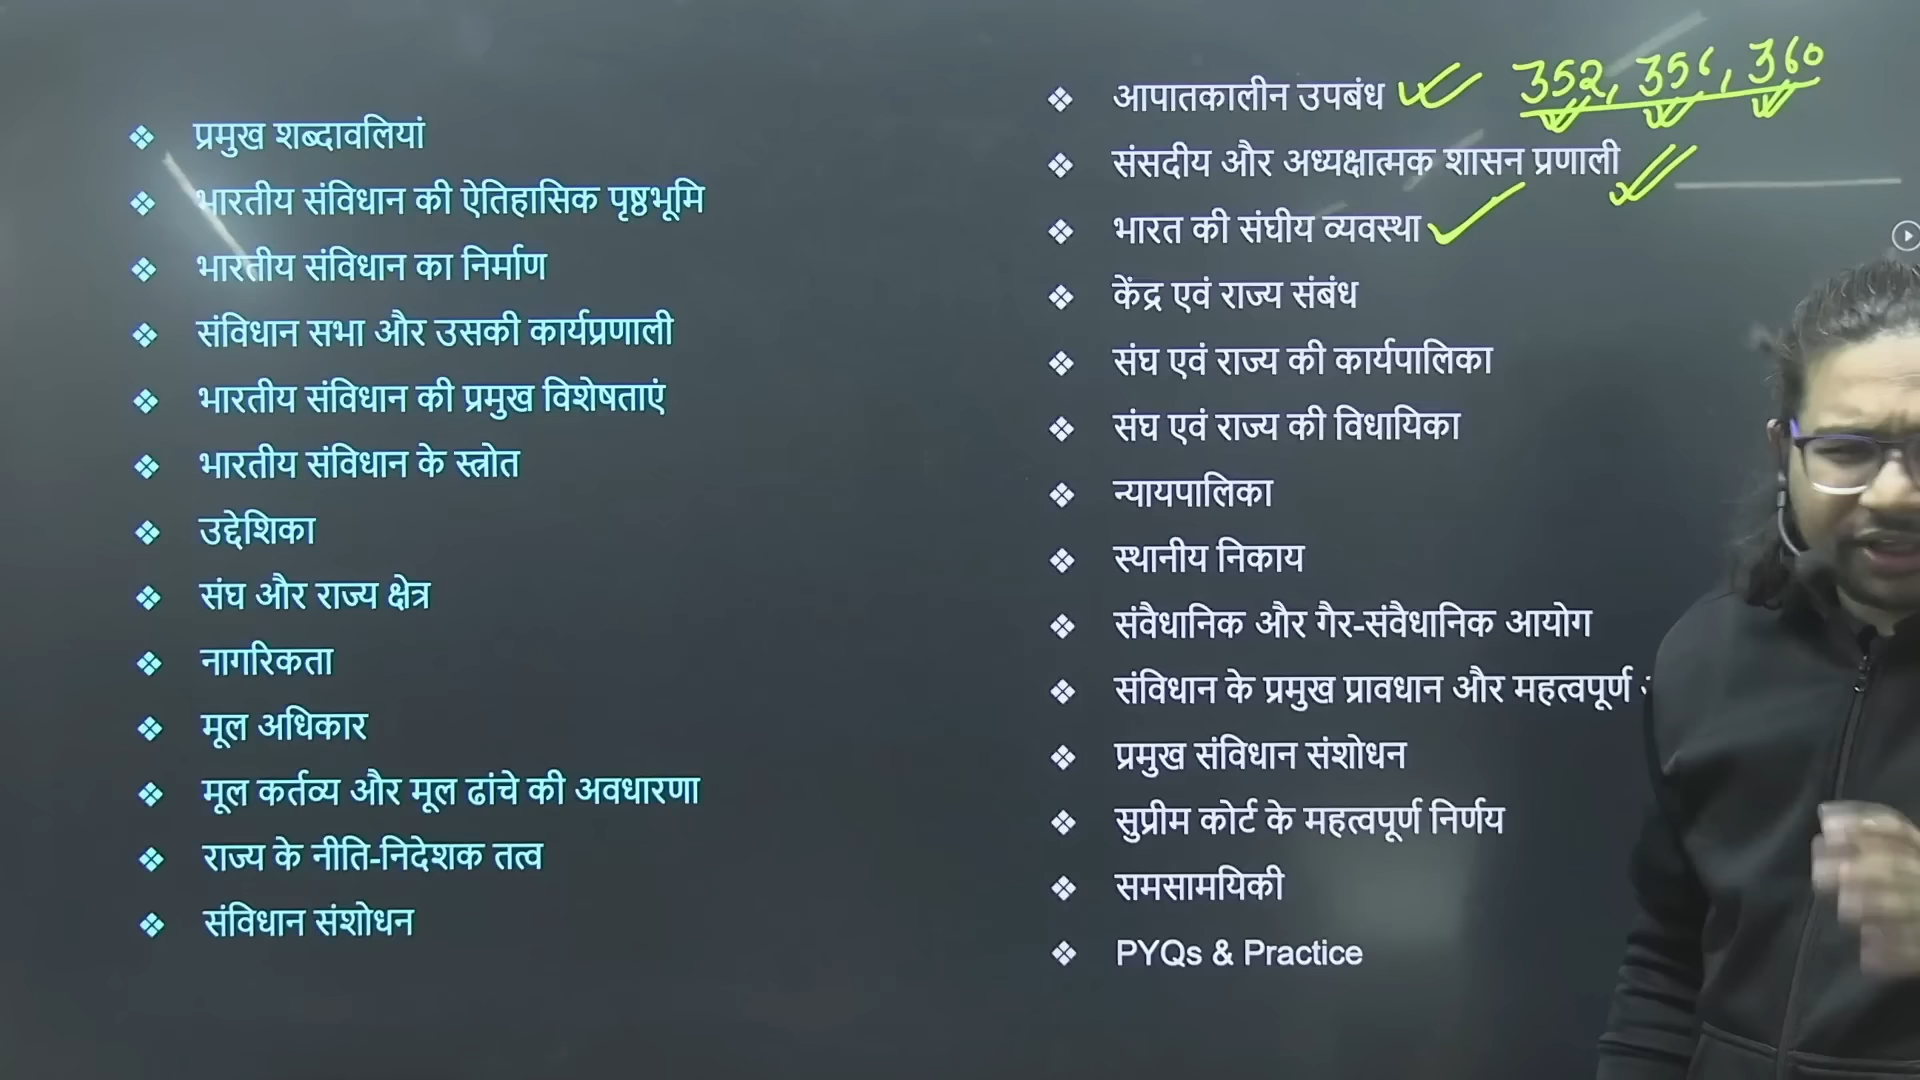 प्रमुख शब्दावलियां
भारतीय संविधान की ऐतिहासिक पृष्ठभूमि
भारतीय संविधान का निर्माण
संविधान सभा और उसकी कार्यप्रणाली
भारतीय संविधान की प्रमुख विशेषताएं
भारतीय संविधान के स्त्रोत
उद्देशिका
संघ और राज्य क्षेत्र
नागरिकता
मूल अधिकार
मूल कर्तव्य और मूल ढांचे की अवधारणा
राज्य के नीति-निदेशक तत्व
संविधान संशोधन
आपातकालीन उपबंध 352, 356, 360
संसदीय और अध्यक्षात्मक शासन प्रणाली
भारत की संघीय व्यवस्था
केंद्र एवं राज्य संबंध
संघ एवं राज्य की कार्यपालिका
संघ एवं राज्य की विधायिका
न्यायपालिका
स्थानीय निकाय
संवैधानिक और गैर-संवैधानिक आयोग
संविधान के प्रमुख प्रावधान और महत्वपूर्ण
प्रमुख संविधान संशोधन
सुप्रीम कोर्ट के महत्वपूर्ण निर्णय
समसामयिकी
PYQs & Practice